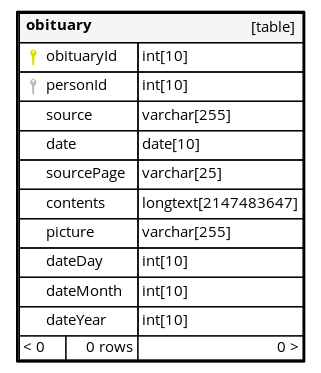 obituary [table]
obituaryId int[10]
personId int[10]
source varchar[255]
date date[10]
sourcePage varchar[25]
contents longtext[2147483647]
picture varchar[255]
dateDay int[10]
dateMonth int[10]
dateYear int[10]
< 0 0 rows 0 >